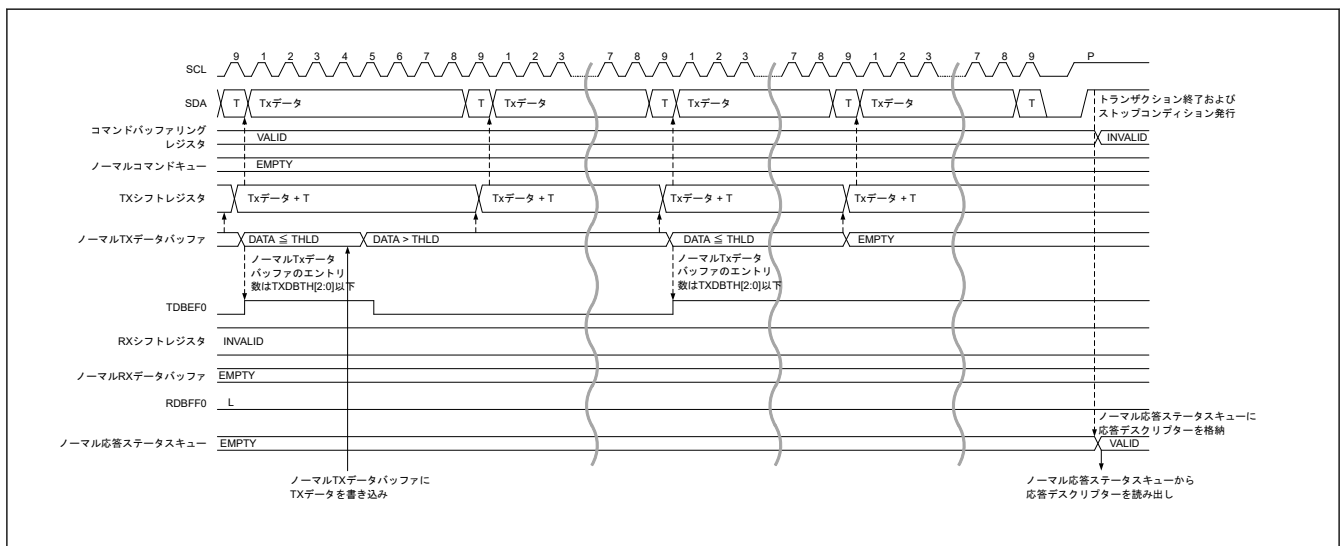 SCL 9 1 2 3 4 5 6 7 8 9 1 2 3 7 8 9 1 2 3 7 8 9 1 2 3 7 8 9 P
SDA T Txデータ T Txデータ T Txデータ T Txデータ T
トランザクション終了および
ストップコンディション発行
コマンドバッファリング
レジスタ
VALID INVALID
ノーマルコマンドキュー EMPTY
TXシフトレジスタ Txデータ + T Txデータ + T Txデータ + T Txデータ + T
ノーマルTXデータバッファ DATA ≦ THLD DATA > THLD DATA ≦ THLD EMPTY
ノーマルTxデータ
バッファのエントリ
数はTXDBTH[2:0]以下
ノーマルTxデータ
バッファのエントリ
数はTXDBTH[2:0]以下
TDBEF0
RXシフトレジスタ INVALID
ノーマルRXデータバッファ EMPTY
RDBFF0 L
ノーマル応答ステータスキューに
応答デスクリプターを格納
ノーマル応答ステータスキュー EMPTY VALID
ノーマルTXデータバッファに
TXデータを書き込み
ノーマル応答ステータスキューから
応答デスクリプターを読み出し